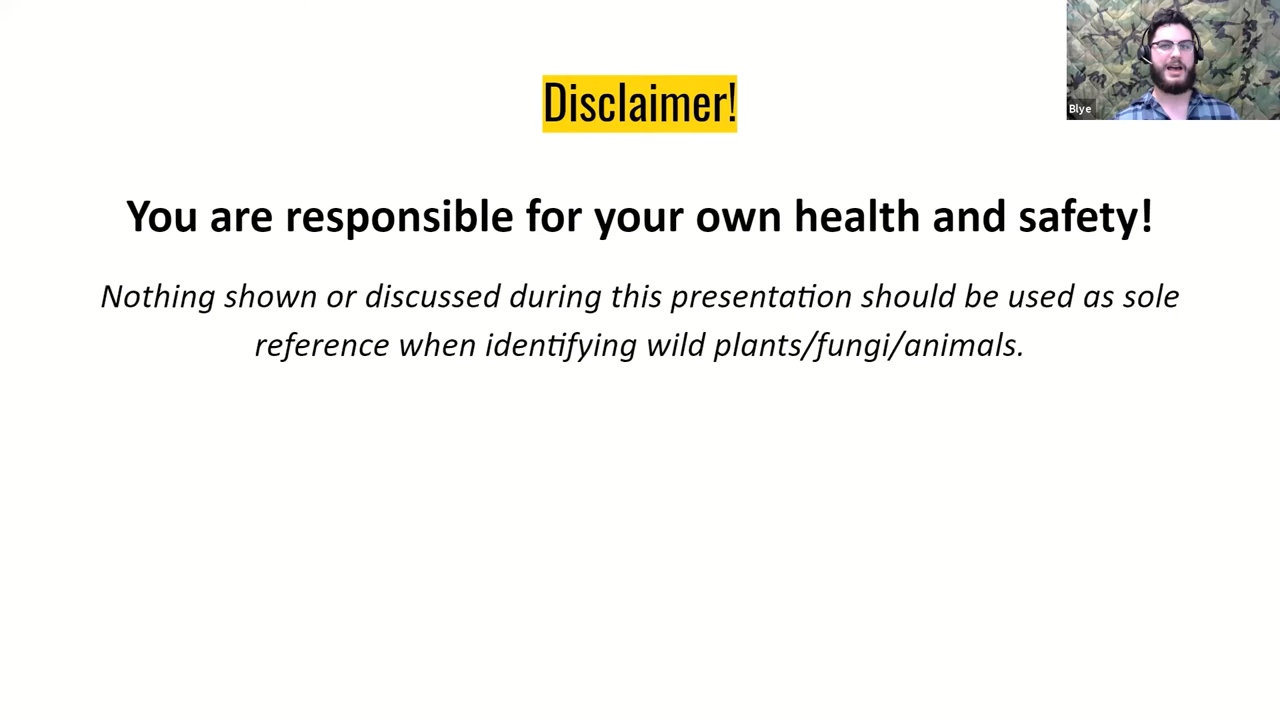 Disclaimer!
Blye
You are responsible for your own health and safety!
Nothing shown or discussed during this presentation should be used as sole
reference when identifying wild plants/fungi/animals.